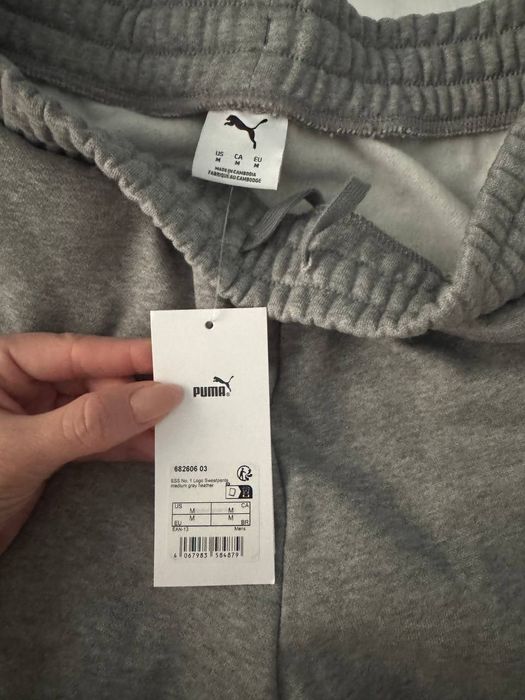 US CA EU
M M M
MADE IN CAMBODIA
FABRIQUÉ AU CAMBODGE
PUMA®
682606 03
ESS No. 1 Logo Sweatpants
medium gray heather
US M M CA
EU M M BR
EAN-13 Mens
4 067983 584879